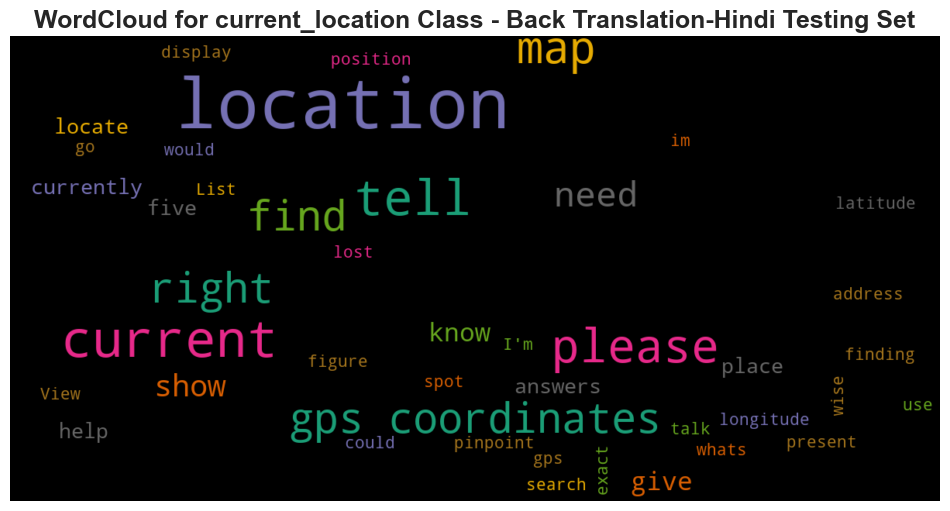 WordCloud for current_location Class - Back Translation-Hindi Testing Set
display
position
map
location
locate
go
would
im
currently
List
five
find
tell
need
latitude
lost
right
address
current
know
I'm
please
figure
place
finding
View
show
spot
answers
wise
use
help
gps coordinates
talk
longitude
could
pinpoint
gps
whats
present
search
exact
give